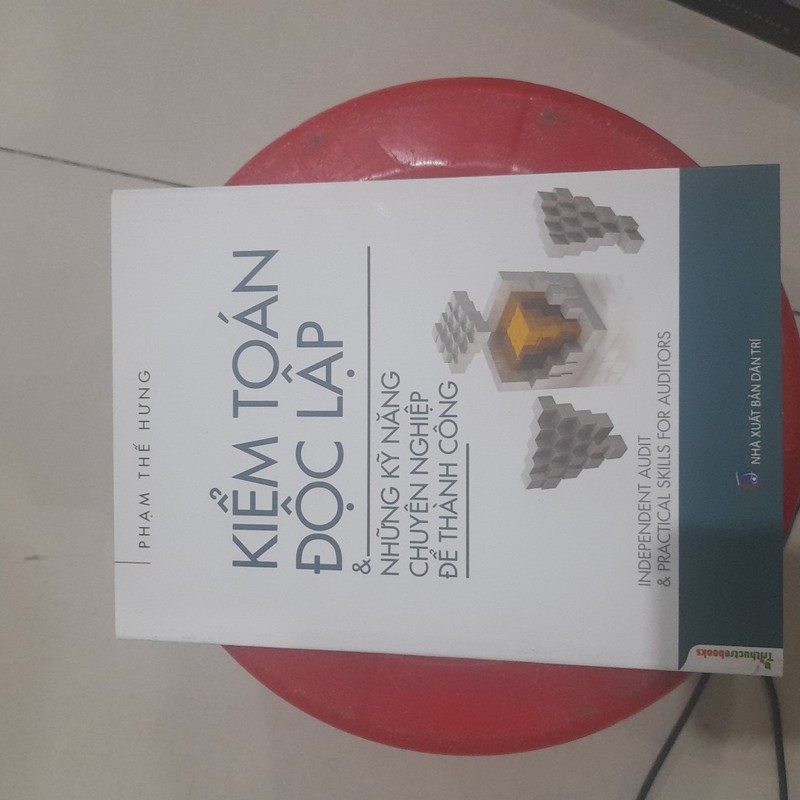 PHẠM THẾ HƯNG
KIỂM TOÁN
ĐỘC LẬP
&
NHỮNG KỸ NĂNG
CHUYÊN NGHIỆP
ĐỂ THÀNH CÔNG
INDEPENDENT AUDIT
& PRACTICAL SKILLS FOR AUDITORS
Trithuctrebooks
NHÀ XUẤT BẢN DÂN TRÍ